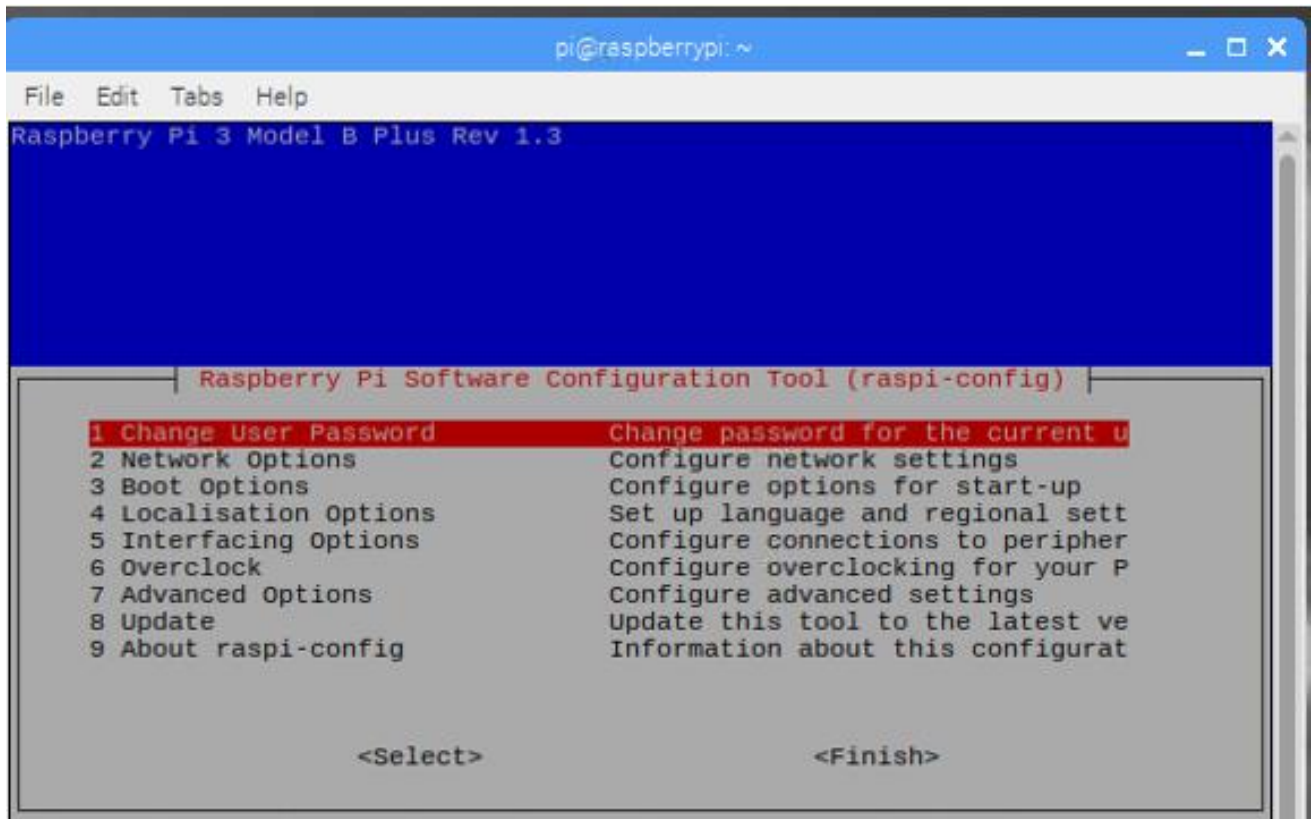 pi@raspberrypi: ~
File Edit Tabs Help
Raspberry Pi 3 Model B Plus Rev 1.3
Raspberry Pi Software Configuration Tool (raspi-config)
1 Change User Password Change password for the current u
2 Network Options Configure network settings
3 Boot Options Configure options for start-up
4 Localisation Options Set up language and regional sett
5 Interfacing Options Configure connections to peripher
6 Overclock Configure overclocking for your P
7 Advanced Options Configure advanced settings
8 Update Update this tool to the latest ve
9 About raspi-config Information about this configurat
<Select> <Finish>